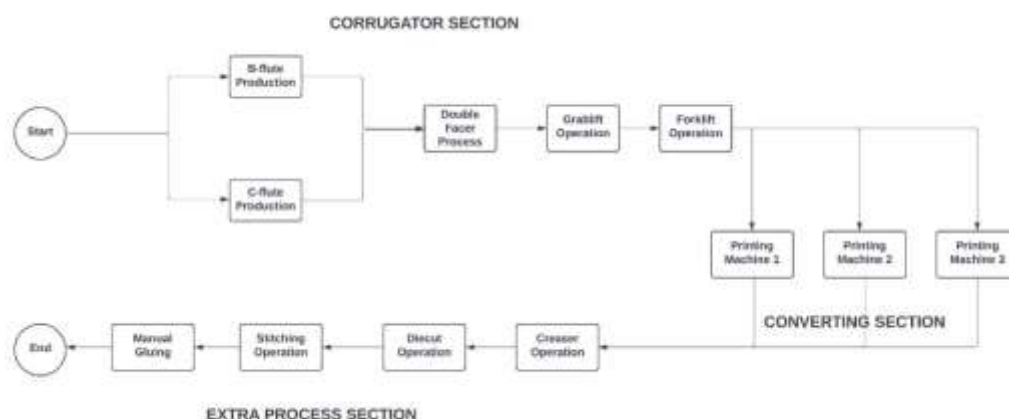 CORRUGATOR SECTION
B-flute
Production
Start
Double
Facer
Process
Grablift
Operation
Forklift
Operation
C-flute
Production
Printing
Machine 1
Printing
Machine 2
Printing
Machine 3
CONVERTING SECTION
End
Manual
Gluing
Stitching
Operation
Diecut
Operation
Creaser
Operation
EXTRA PROCESS SECTION